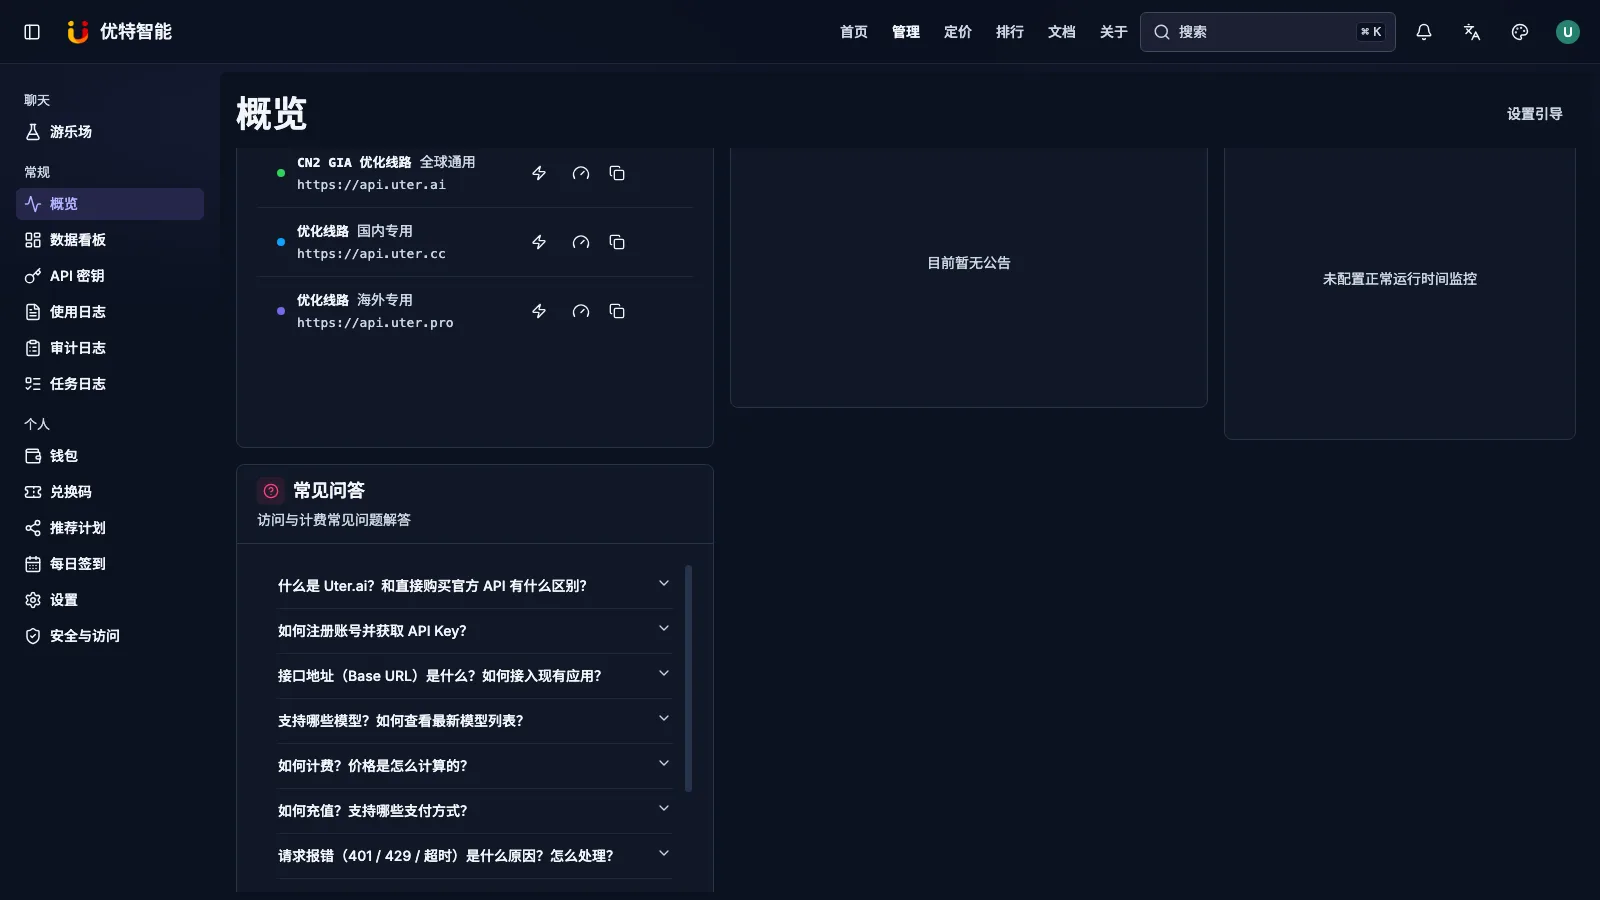 优特智能
首页
管理
定价
排行
文档
关于
搜索
⌘ K
U
聊天
游乐场
常规
概览
数据看板
API 密钥
使用日志
审计日志
任务日志
个人
钱包
兑换码
推荐计划
每日签到
设置
安全与访问
概览
设置引导
CN2 GIA 优化线路 全球通用
https://api.uter.ai
优化线路 国内专用
https://api.uter.cc
优化线路 海外专用
https://api.uter.pro
目前暂无公告
未配置正常运行时间监控
常见问答
访问与计费常见问题解答
什么是 Uter.ai？和直接购买官方 API 有什么区别？
如何注册账号并获取 API Key？
接口地址（Base URL）是什么？如何接入现有应用？
支持哪些模型？如何查看最新模型列表？
如何计费？价格是怎么计算的？
如何充值？支持哪些支付方式？
请求报错（401 / 429 / 超时）是什么原因？怎么处理？